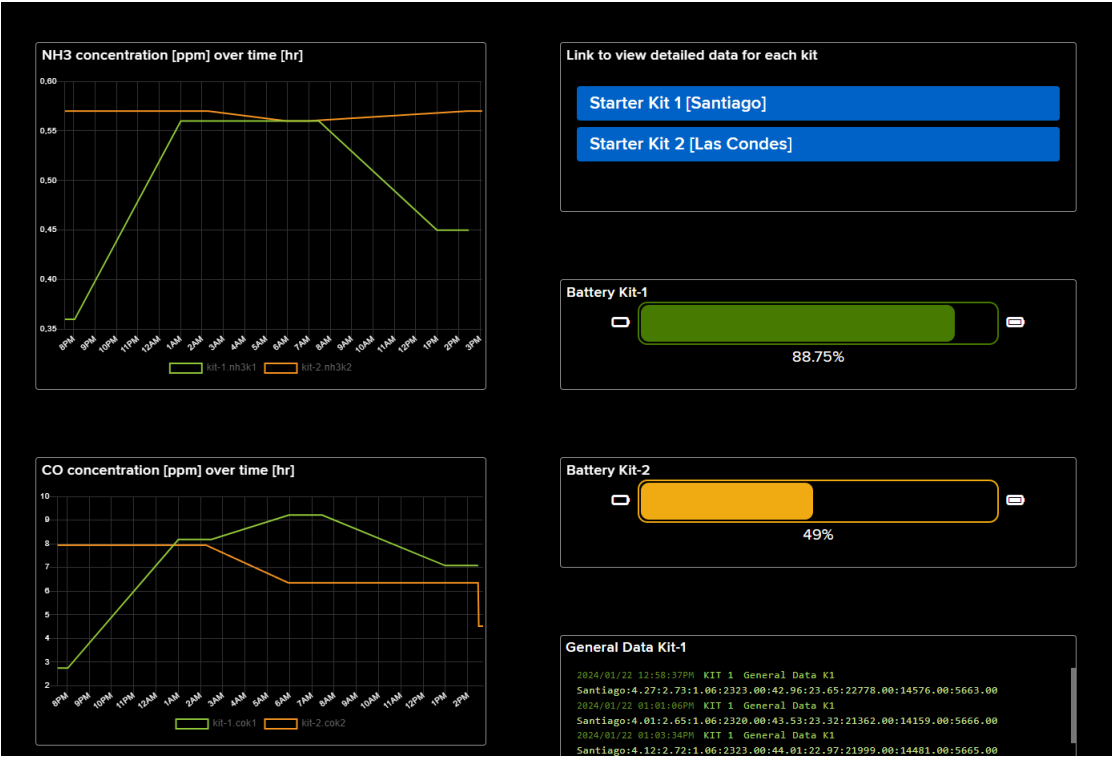 NH3 concentration [ppm] over time [hr]
0,60
0,55
0,50
0,45
0,40
0,35
8PM 9PM 10PM 11PM 12AM 1AM 2AM 3AM 4AM 5AM 6AM 7AM 8AM 9AM 10AM 11AM 12PM 1PM 2PM 3PM
kit-1.nh3k1 kit-2.nh3k2
CO concentration [ppm] over time [hr]
10
9
8
7
6
5
4
3
2
8PM 9PM 10PM 11PM 12AM 1AM 2AM 3AM 4AM 5AM 6AM 7AM 8AM 9AM 10AM 11AM 12PM 1PM 2PM
kit-1.cok1 kit-2.cok2
Link to view detailed data for each kit
Starter Kit 1 [Santiago]
Starter Kit 2 [Las Condes]
Battery Kit-1
88.75%
Battery Kit-2
49%
General Data Kit-1
2024/01/22 12:58:37PM KIT 1 General Data K1
Santiago:4.27:2.73:1.06:2323.00:42.96:23.65:22778.00:14576.00:5663.00
2024/01/22 01:01:06PM KIT 1 General Data K1
Santiago:4.01:2.65:1.06:2320.00:43.53:23.32:21362.00:14159.00:5666.00
2024/01/22 01:03:34PM KIT 1 General Data K1
Santiago:4.12:2.72:1.06:2323.00:44.01:22.97:21999.00:14481.00:5665.00